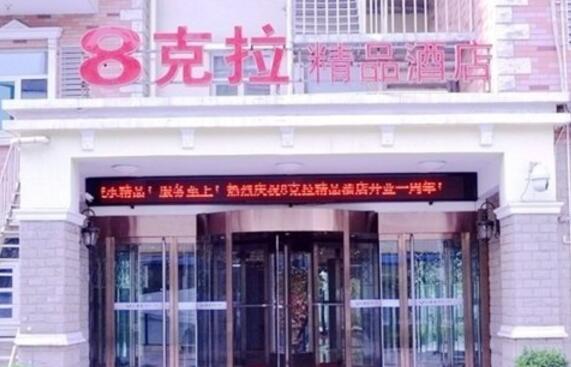 8克拉 精品酒店
求精品！服务至上！热烈庆祝8克拉精品酒店开业一周年！